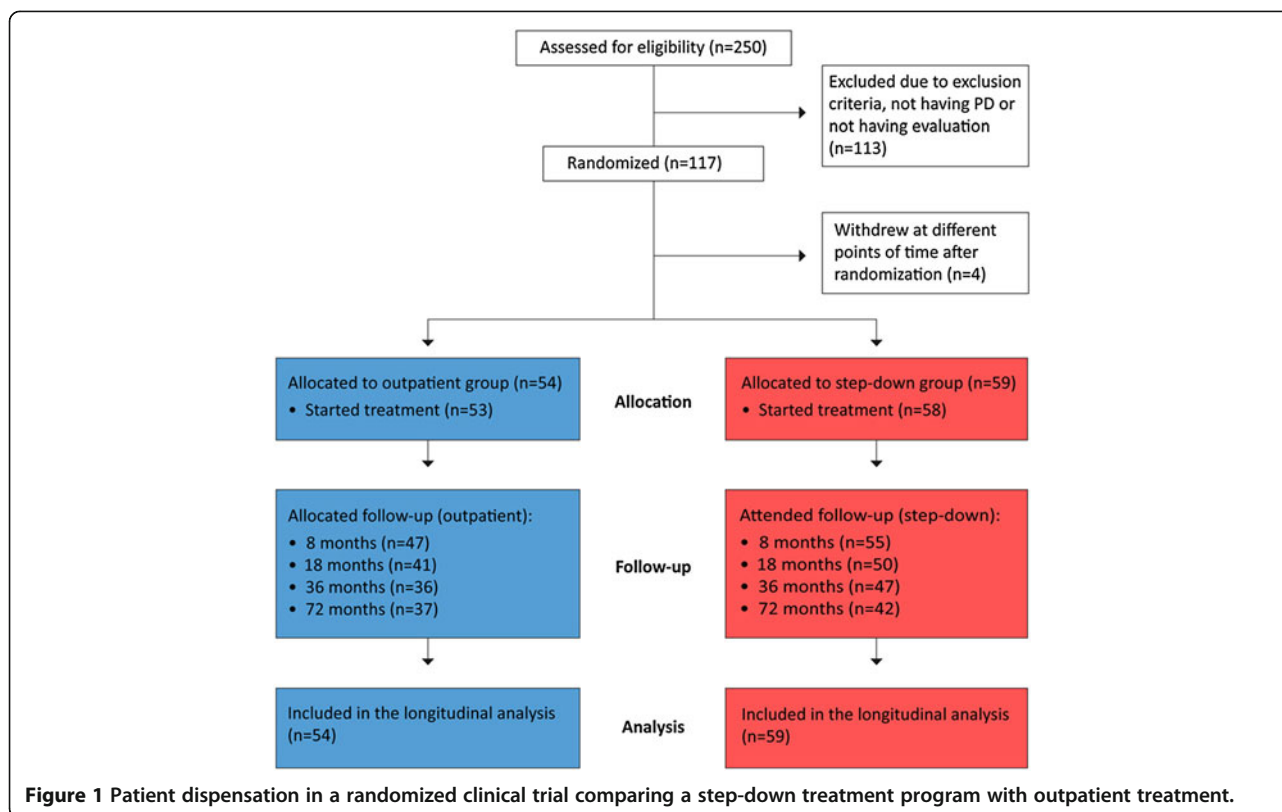 Assessed for eligibility (n=250)
Excluded due to exclusion
criteria, not having PD or
not having evaluation
(n=113)
Randomized (n=117)
Withdrew at different
points of time after
randomization (n=4)
Allocated to outpatient group (n=54)
• Started treatment (n=53)
Allocation
Allocated to step-down group (n=59)
• Started treatment (n=58)
Allocated follow-up (outpatient):
• 8 months (n=47)
• 18 months (n=41)
• 36 months (n=36)
• 72 months (n=37)
Follow-up
Attended follow-up (step-down):
• 8 months (n=55)
• 18 months (n=50)
• 36 months (n=47)
• 72 months (n=42)
Included in the longitudinal analysis
(n=54)
Analysis
Included in the longitudinal analysis
(n=59)
Figure 1 Patient dispensation in a randomized clinical trial comparing a step-down treatment program with outpatient treatment.